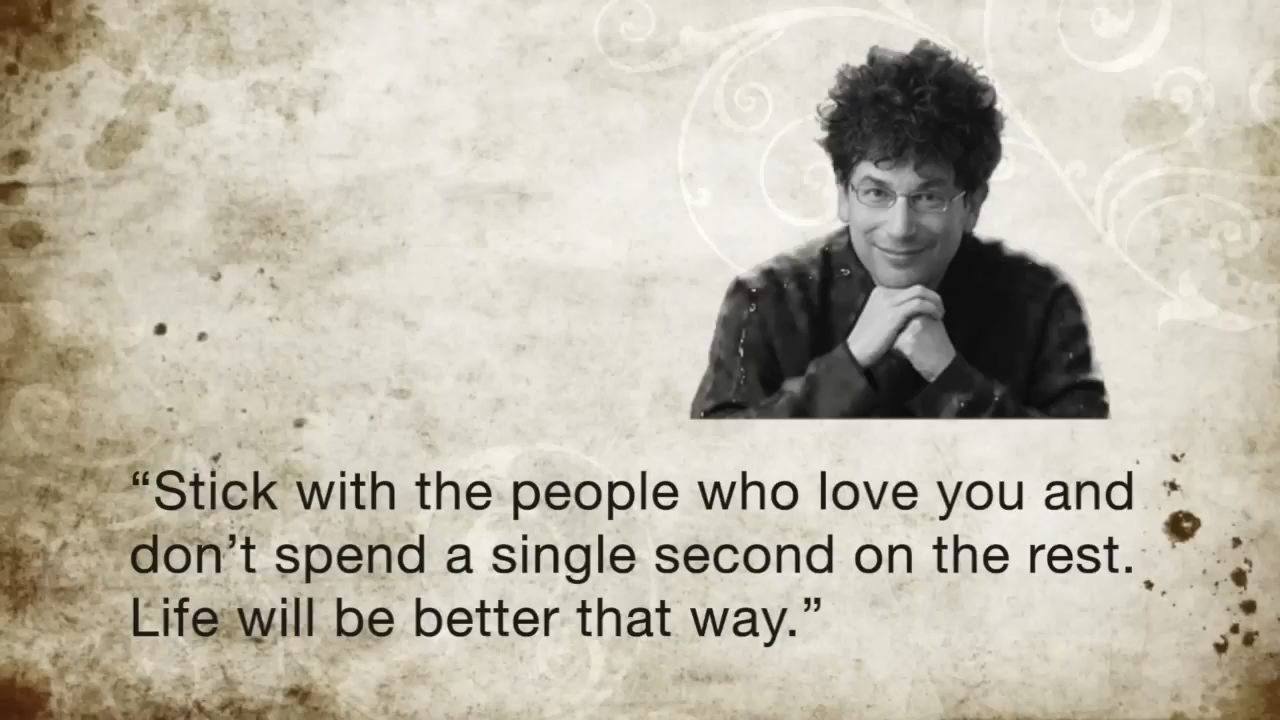 “Stick with the people who love you and
don’t spend a single second on the rest.
Life will be better that way.”